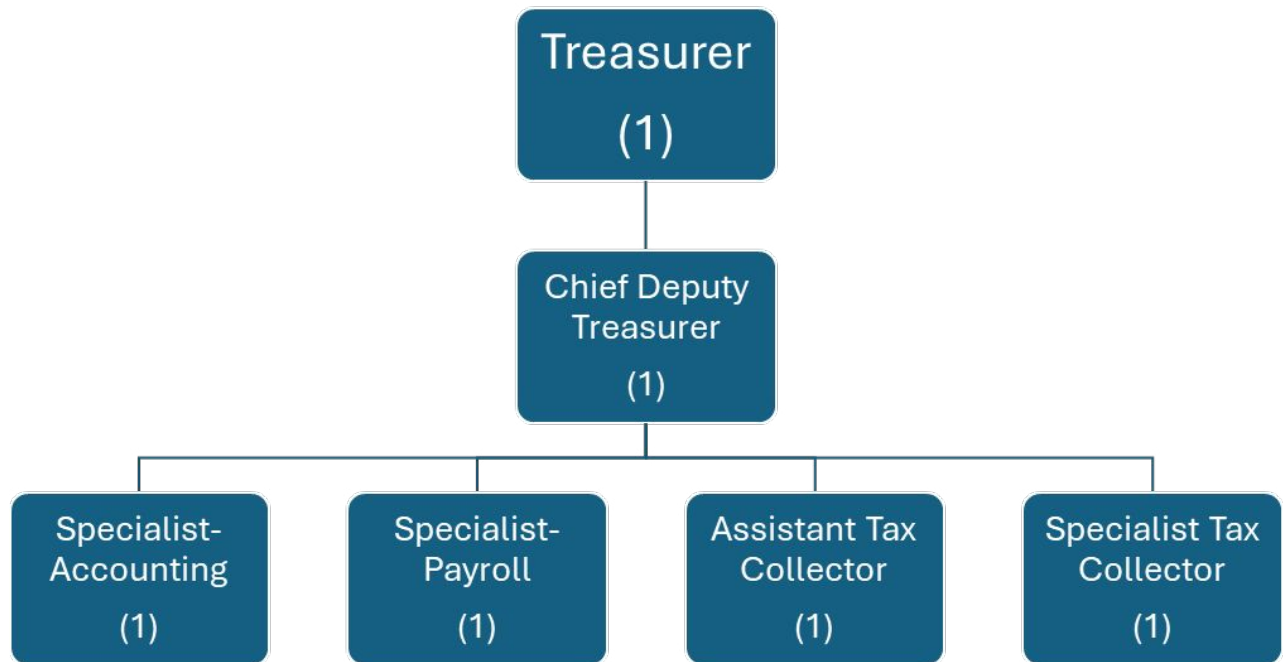 Treasurer
(1)
Chief Deputy
Treasurer
(1)
Specialist-
Accounting
(1)
Specialist-
Payroll
(1)
Assistant Tax
Collector
(1)
Specialist Tax
Collector
(1)